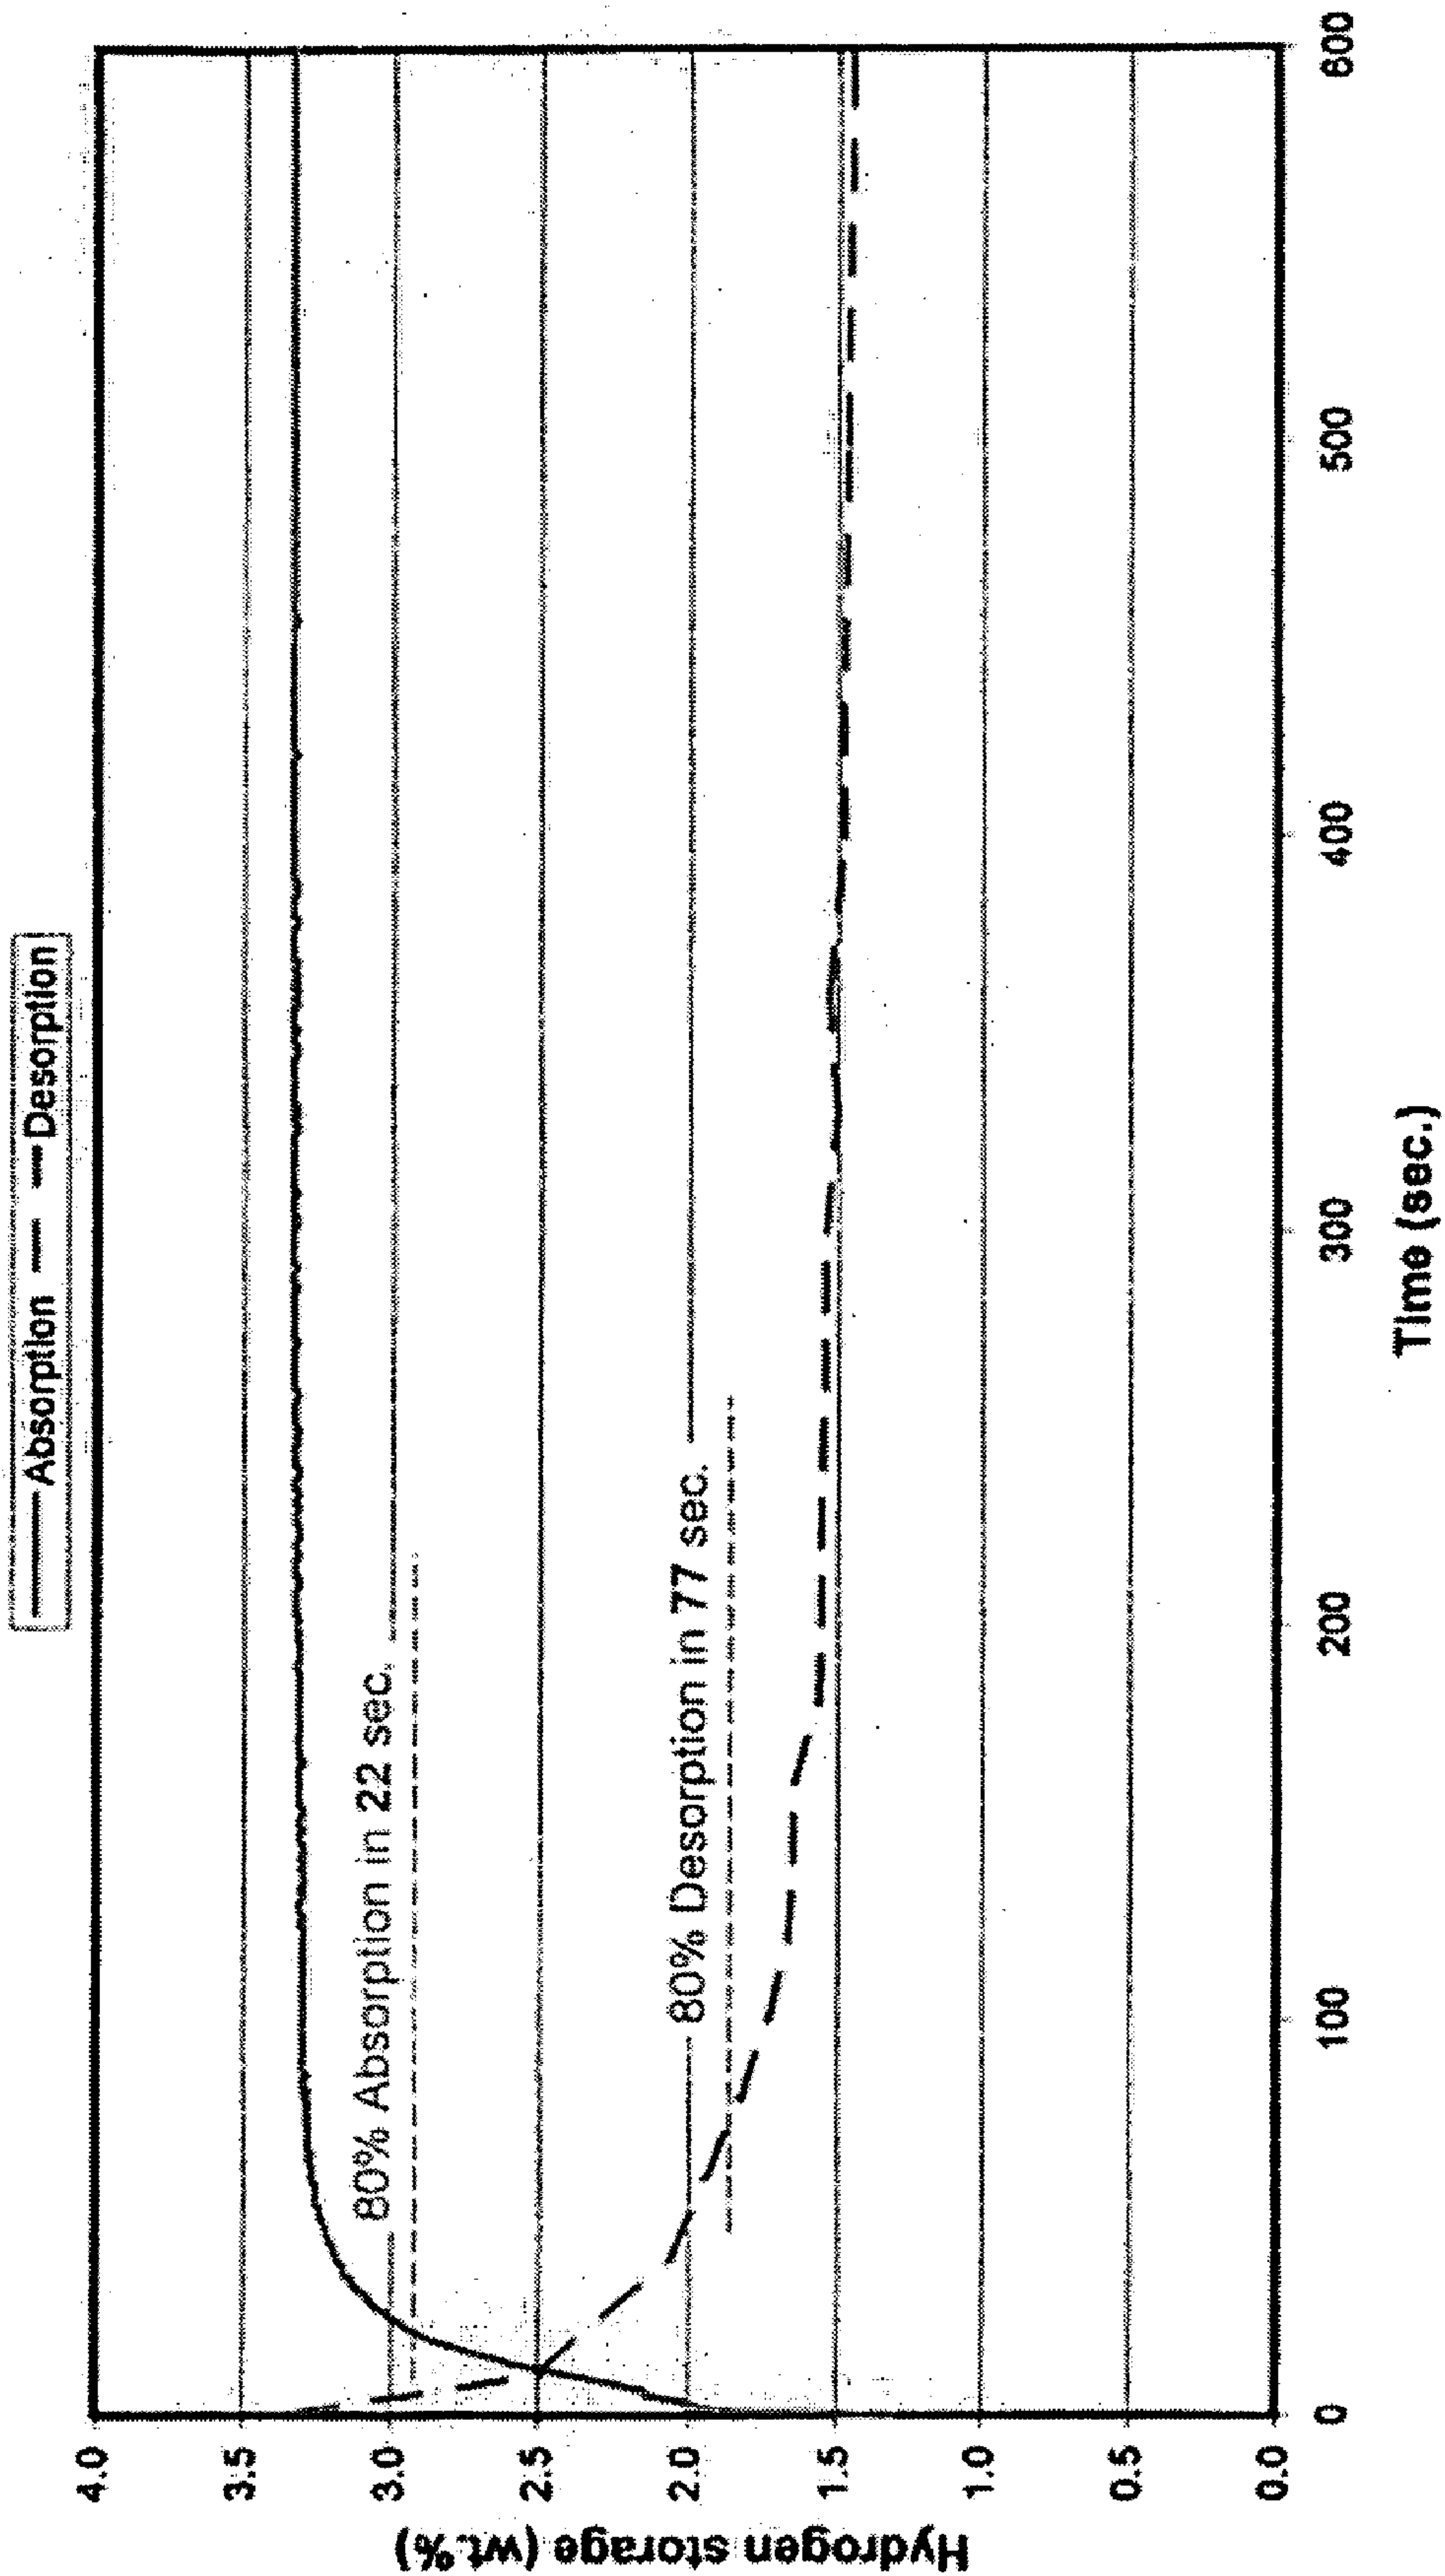 Absorption Desorption
Hydrogen storage (wt.%)
4.0
3.5
3.0
2.5
2.0
1.5
1.0
0.5
0.0
80% Absorption in 22 sec.
80% Desorption in 77 sec.
0 100 200 300 400 500 600
Time (sec.)